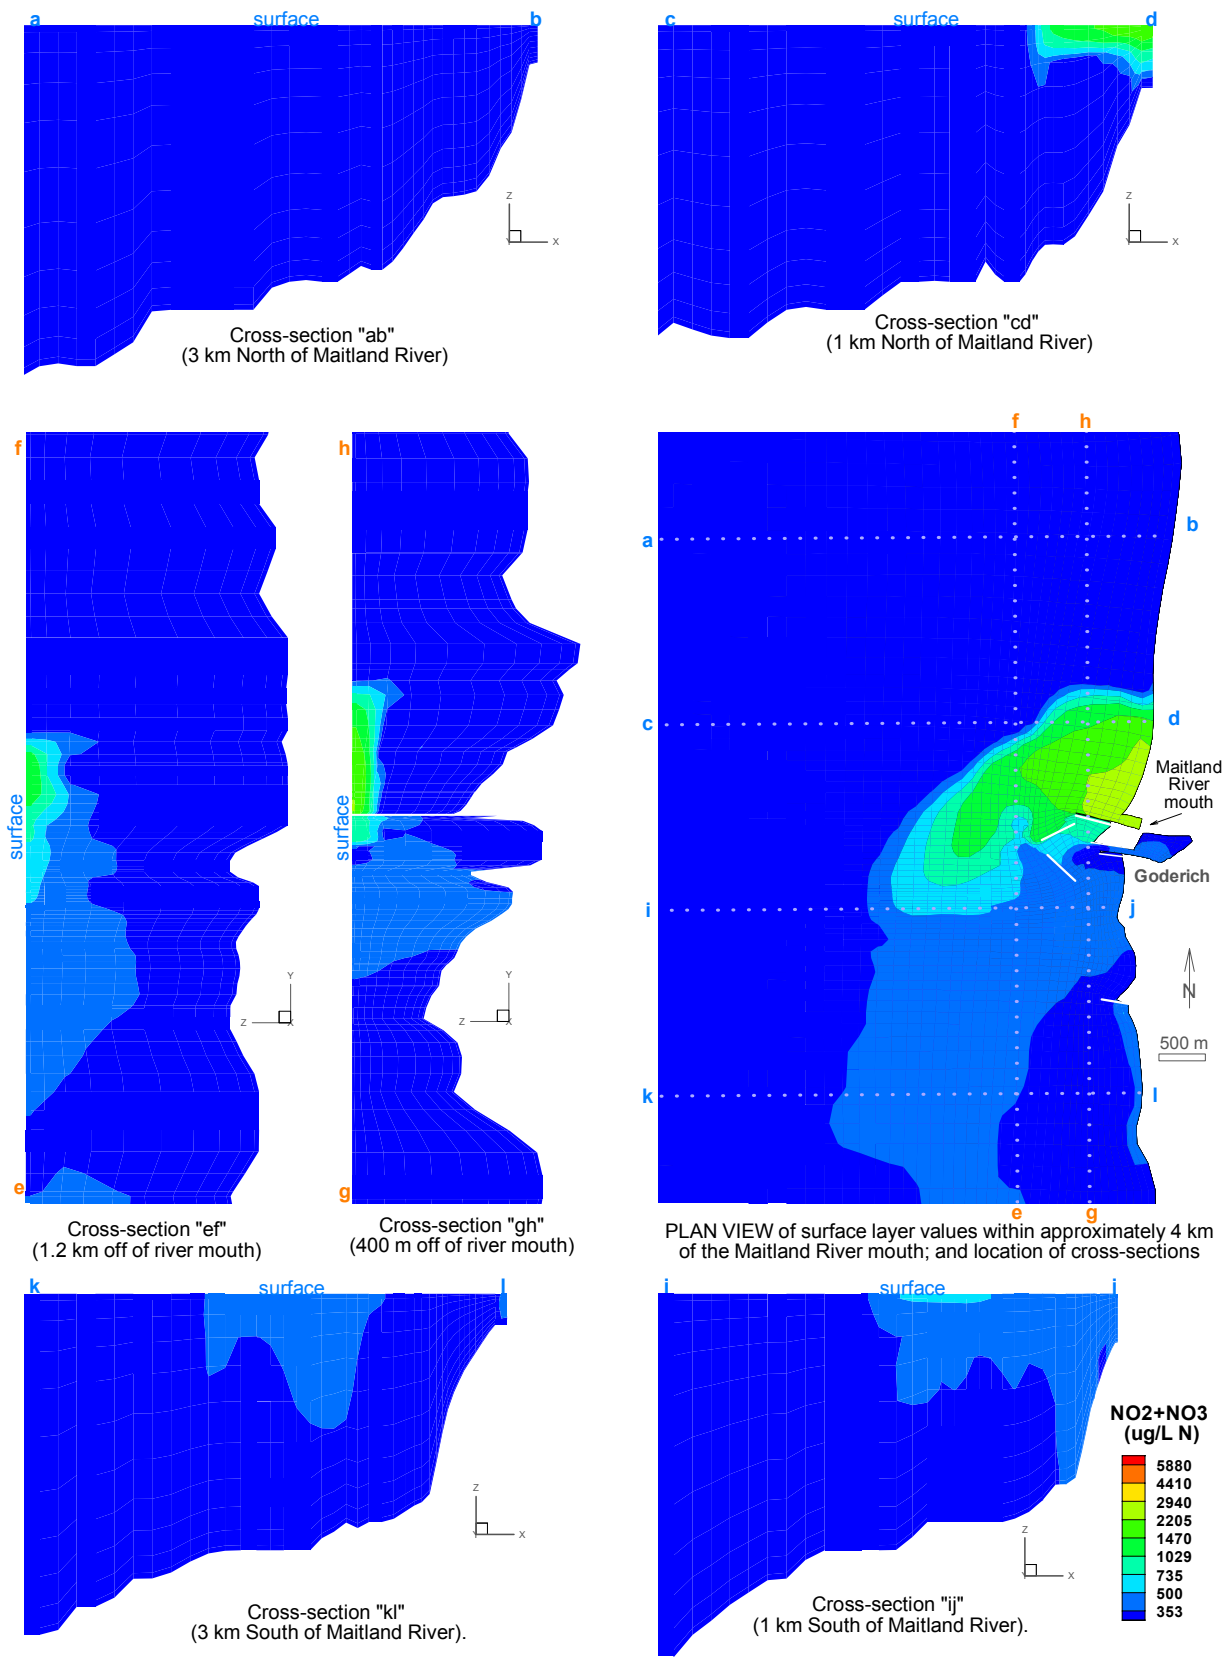 a surface b
c surface d
Z
X
Y
Z
X
Y
Cross-section "ab"
(3 km North of Maitland River)
Cross-section "cd"
(1 km North of Maitland River)
f
h
f h
a
b
c
d
Maitland
River
mouth
surface
surface
Goderich
i
j
Y
Z
X
Y
Z
X
N
500 m
k
l
e
g
e g
Cross-section "ef"
(1.2 km off of river mouth)
Cross-section "gh"
(400 m off of river mouth)
PLAN VIEW of surface layer values within approximately 4 km
of the Maitland River mouth; and location of cross-sections
k surface l
i surface j
Z
X
Y
Z
X
Y
Cross-section "kl"
(3 km South of Maitland River).
Cross-section "ij"
(1 km South of Maitland River).
NO2+NO3
(ug/L N)
5880
4410
2940
2205
1470
1029
735
500
353